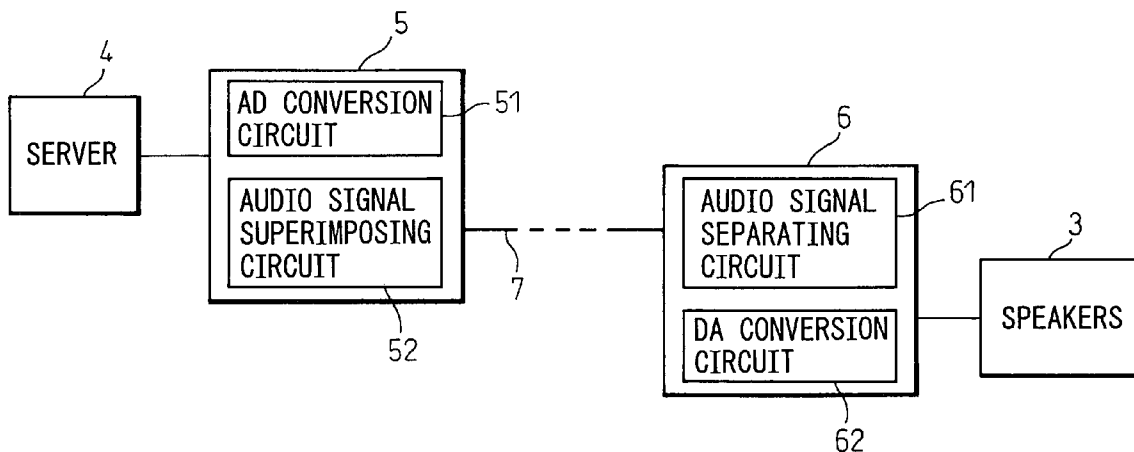 4
SERVER
5
AD CONVERSION
CIRCUIT
51
AUDIO SIGNAL
SUPERIMPOSING
CIRCUIT
52
7
6
AUDIO SIGNAL
SEPARATING
CIRCUIT
61
DA CONVERSION
CIRCUIT
62
3
SPEAKERS